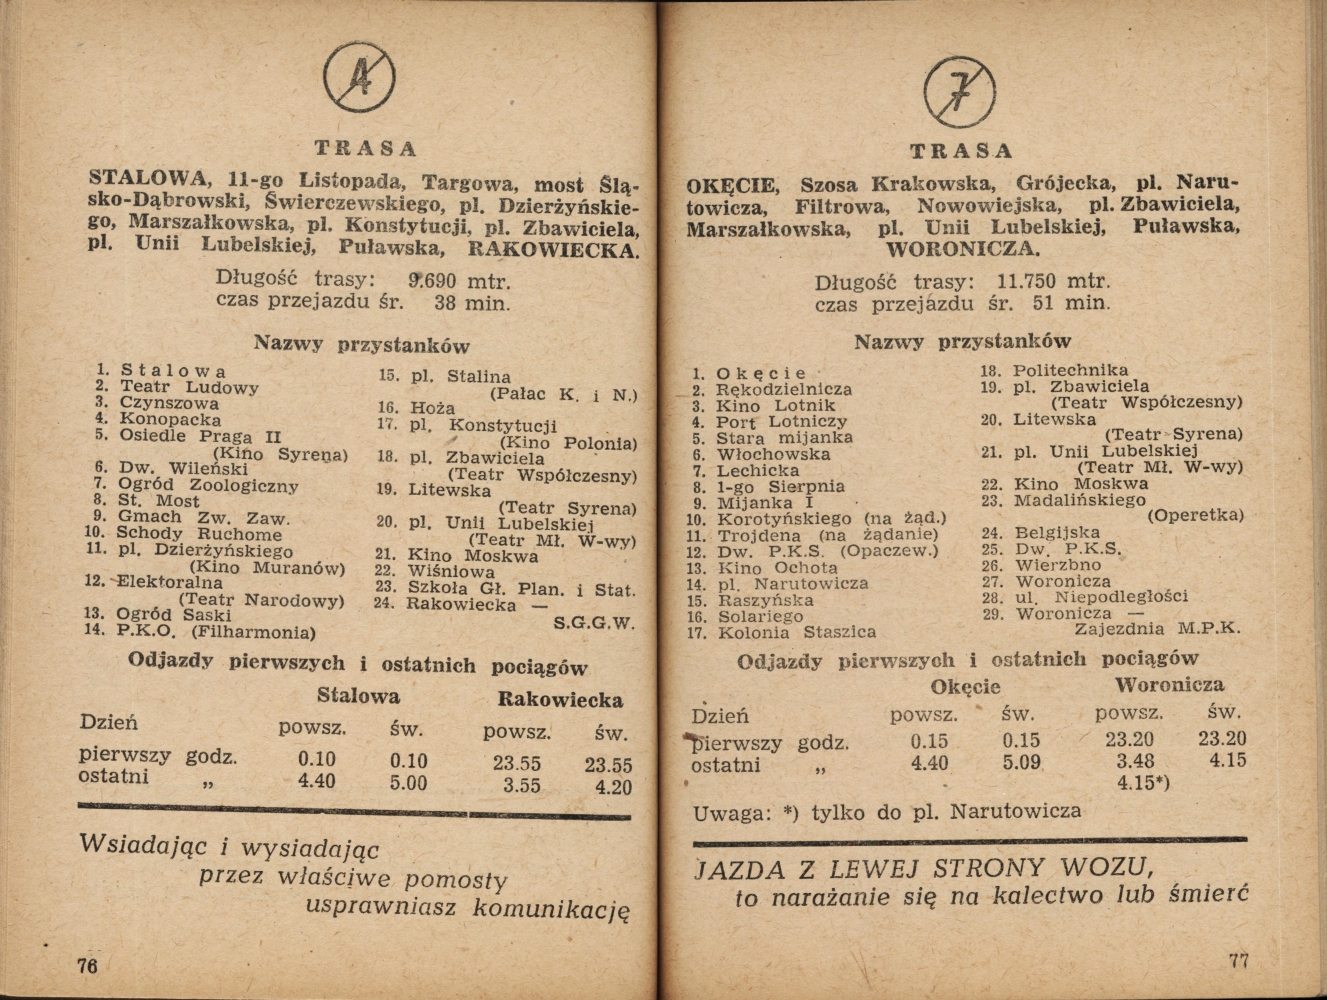 4
TRASA
STALOWA, 11-go Listopada, Targowa, most Ślą-
sko-Dąbrowski, Świerczewskiego, pl. Dzierżyńskie-
go, Marszałkowska, pl. Konstytucji, pl. Zbawiciela,
pl. Unii Lubelskiej, Puławska, RAKOWIECKA.
Długość trasy: 9.690 mtr.
czas przejazdu śr. 38 min.
Nazwy przystanków
1. Stalowa
2. Teatr Ludowy
3. Czynszowa
4. Konopacka
5. Osiedle Praga II
(Kino Syrena)
6. Dw. Wileński
7. Ogród Zoologiczny
8. St. Most
9. Gmach Zw. Zaw.
10. Schody Ruchome
11. pl. Dzierżyńskiego
(Kino Muranów)
12. Elektoralna
(Teatr Narodowy)
13. Ogród Saski
14. P.K.O. (Filharmonia)
15. pl. Stalina
(Pałac K. i N.)
16. Hoża
17. pl. Konstytucji
(Kino Polonia)
18. pl. Zbawiciela
(Teatr Współczesny)
19. Litewska
(Teatr Syrena)
20. pl. Unii Lubelskiej
(Teatr Mł. W-wy)
21. Kino Moskwa
22. Wiśniowa
23. Szkoła Gł. Plan. i Stat.
24. Rakowiecka —
S.G.G.W.
Odjazdy pierwszych i ostatnich pociągów
Stalowa Rakowiecka
Dzień powsz. św. powsz. św.
pierwszy godz. 0.10 0.10 23.55 23.55
ostatni „ 4.40 5.00 3.55 4.20
Wsiadając i wysiadając
przez właściwe pomosty
usprawniasz komunikację
76
7
TRASA
OKĘCIE, Szosa Krakowska, Grójecka, pl. Naru-
towicza, Filtrowa, Nowowiejska, pl. Zbawiciela,
Marszałkowska, pl. Unii Lubelskiej, Puławska,
WORONICZA.
Długość trasy: 11.750 mtr.
czas przejazdu śr. 51 min.
Nazwy przystanków
1. Okęcie
2. Rękodzielnicza
3. Kino Lotnik
4. Port Lotniczy
5. Stara mijanka
6. Włochowska
7. Lechicka
8. 1-go Sierpnia
9. Mijanka I
10. Korotyńskiego (na żąd.)
11. Trojdena (na żądanie)
12. Dw. P.K.S. (Opaczew.)
13. Kino Ochota
14. pl. Narutowicza
15. Raszyńska
16. Solariego
17. Kolonia Staszica
18. Politechnika
19. pl. Zbawiciela
(Teatr Współczesny)
20. Litewska
(Teatr Syrena)
21. pl. Unii Lubelskiej
(Teatr Mł. W-wy)
22. Kino Moskwa
23. Madalińskiego
(Operetka)
24. Belgijska
25. Dw. P.K.S.
26. Wierzbno
27. Woronicza
28. ul. Niepodległości
29. Woronicza —
Zajezdnia M.P.K.
Odjazdy pierwszych i ostatnich pociągów
Okęcie Woronicza
Dzień powsz. św. powsz. św.
pierwszy godz. 0.15 0.15 23.20 23.20
ostatni „ 4.40 5.09 3.48 4.15
4.15*)
Uwaga: *) tylko do pl. Narutowicza
JAZDA Z LEWEJ STRONY WOZU,
to narażanie się na kalectwo lub śmierć
77